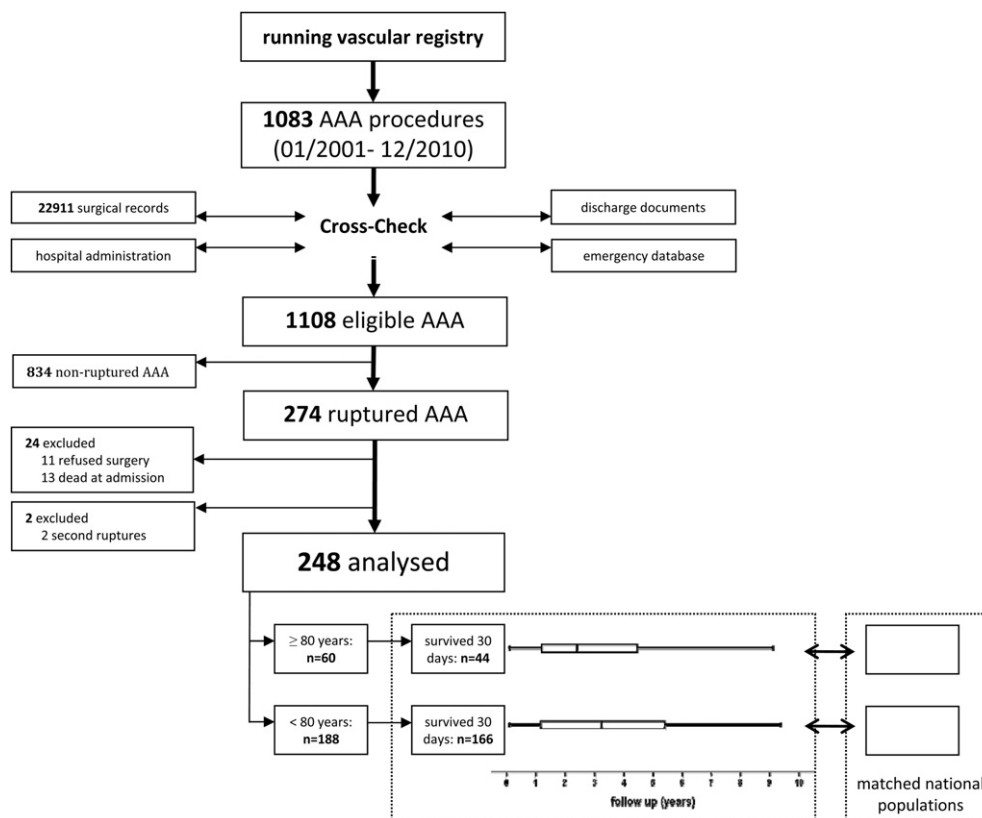 running vascular registry
1083 AAA procedures
(01/2001- 12/2010)
22911 surgical records
discharge documents
Cross-Check
hospital administration
emergency database
1108 eligible AAA
834 non-ruptured AAA
274 ruptured AAA
24 excluded
11 refused surgery
13 dead at admission
2 excluded
2 second ruptures
248 analysed
≥ 80 years:
n=60
survived 30
days: n=44
< 80 years:
n=188
survived 30
days: n=166
0 1 2 3 4 5 6 7 8 9 10
follow up (years)
matched national
populations